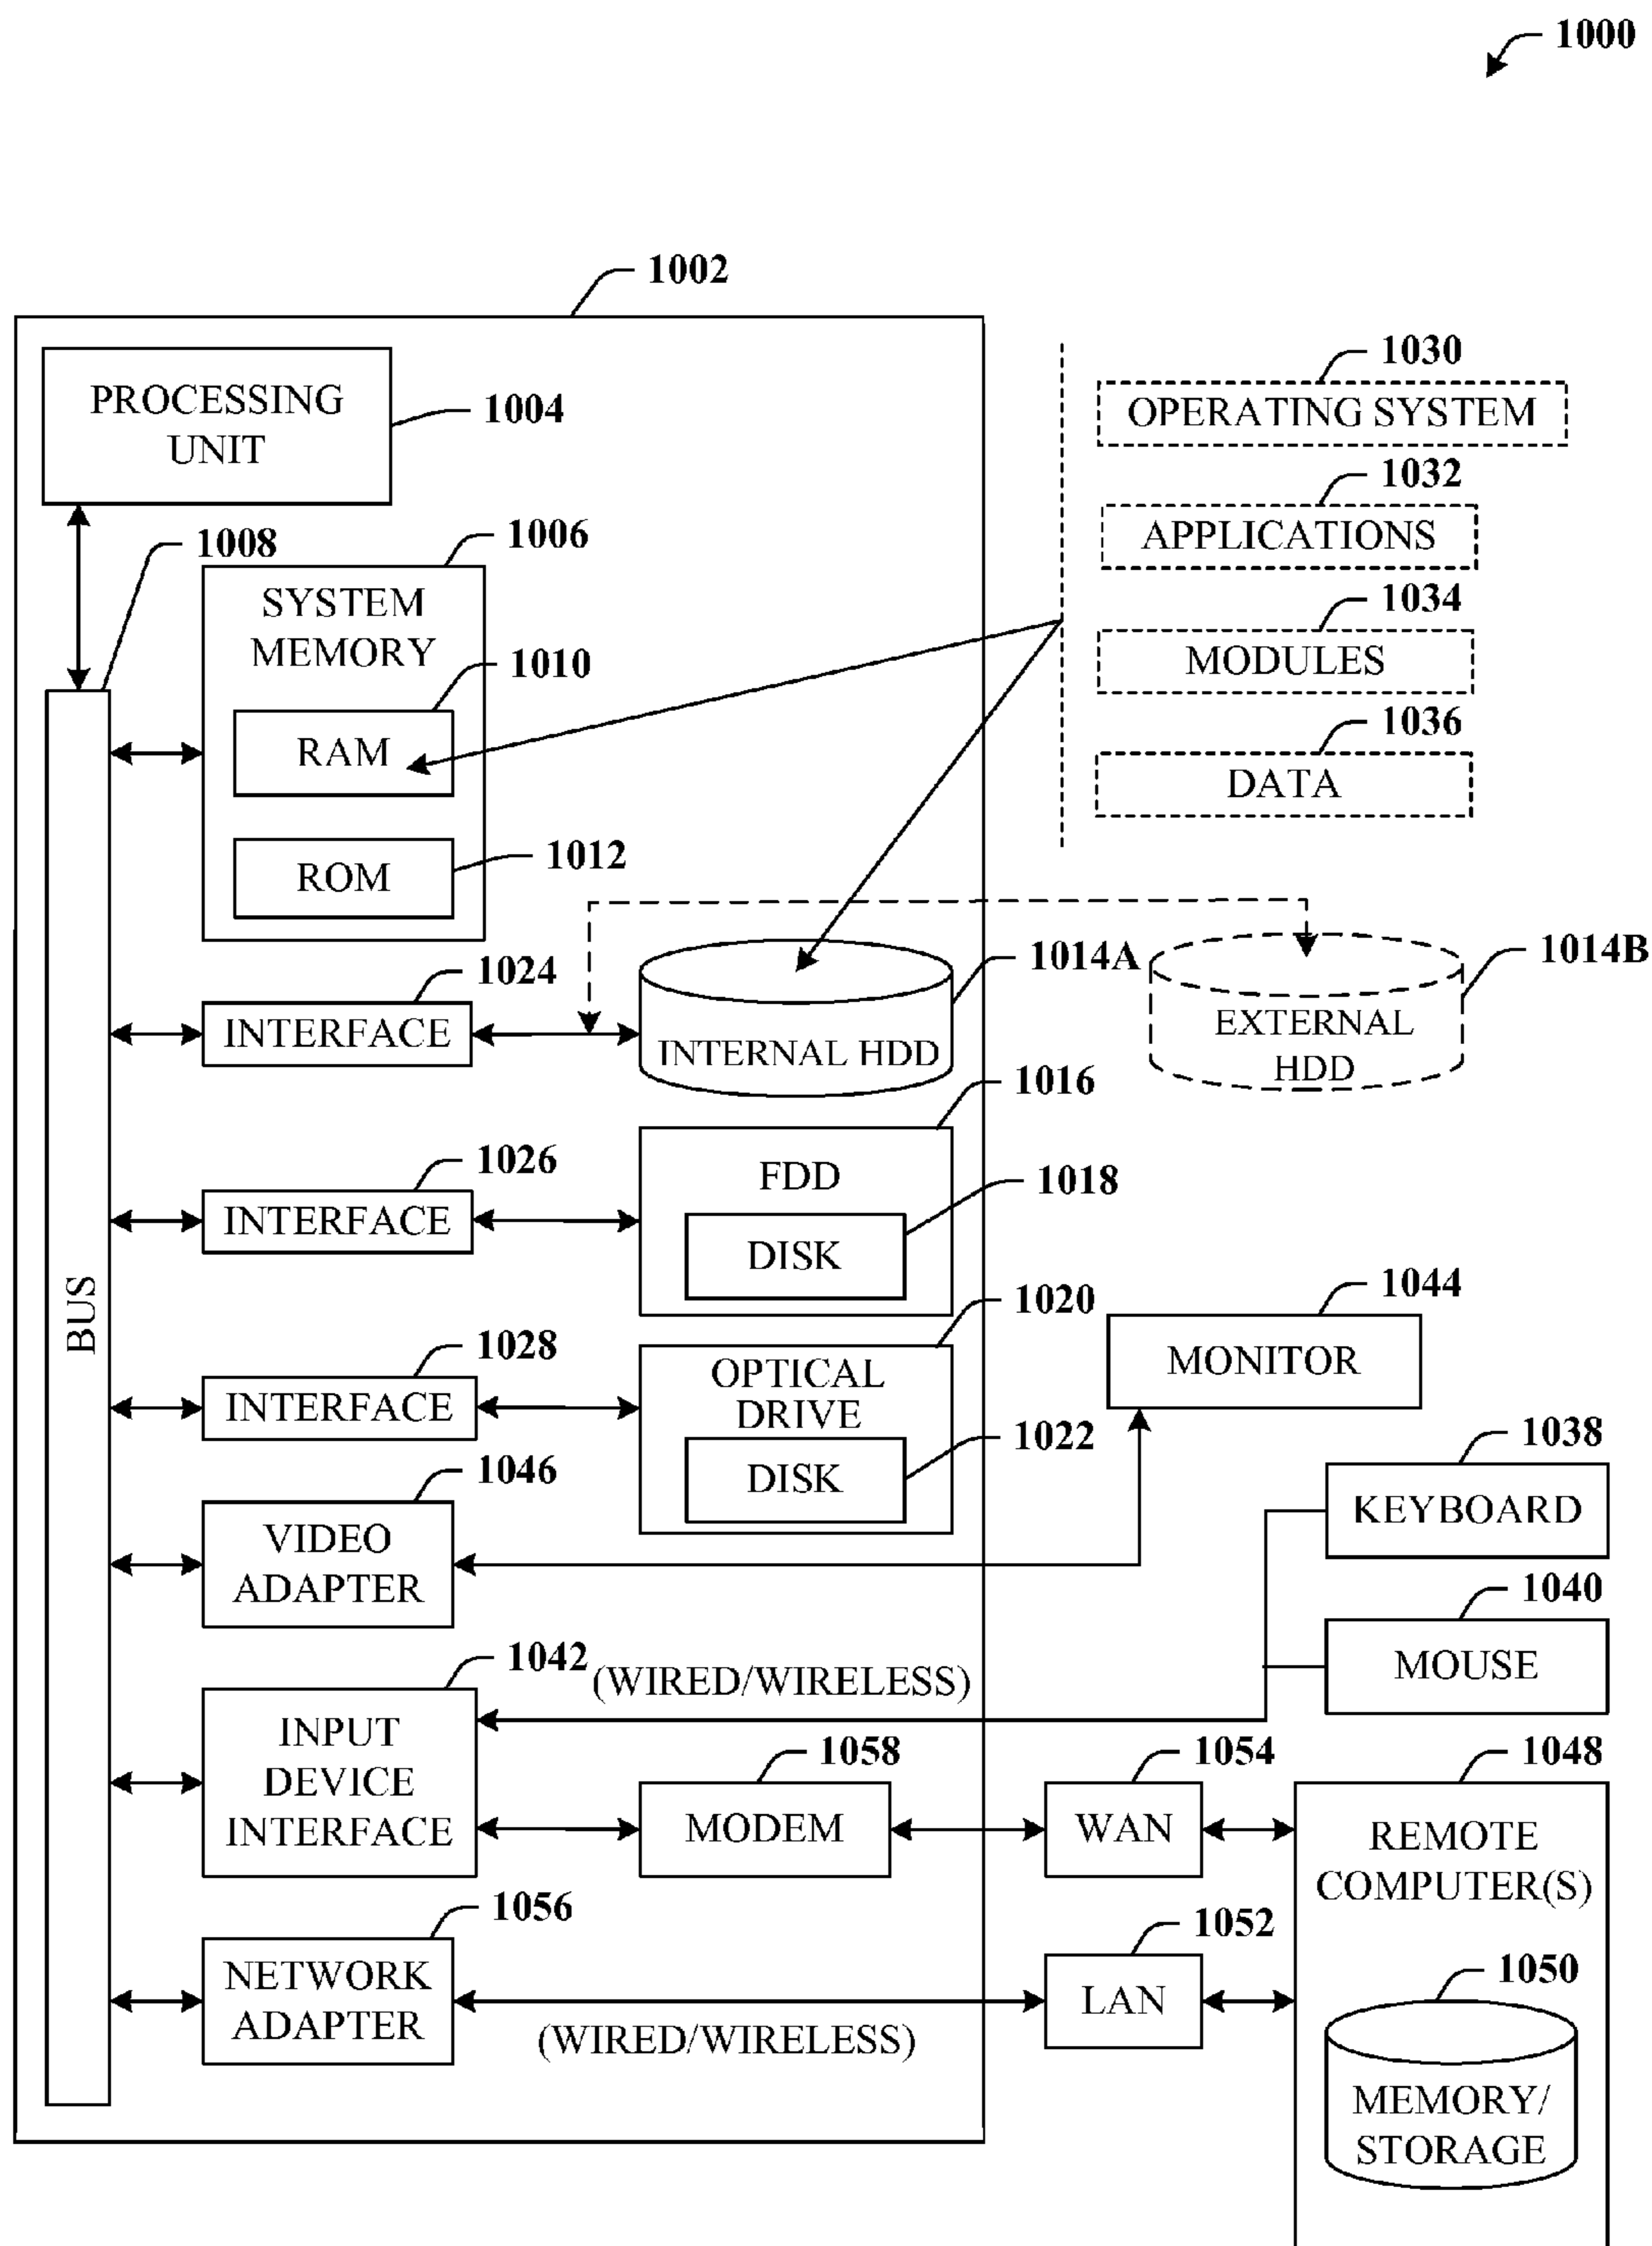 1000
1002
PROCESSING
UNIT
1004
1030
OPERATING SYSTEM
1032
APPLICATIONS
1034
MODULES
1036
DATA
1008
1006
SYSTEM
MEMORY
1010
RAM
1012
ROM
1024
INTERFACE
1014A
INTERNAL HDD
1014B
EXTERNAL
HDD
1016
FDD
1018
DISK
1026
INTERFACE
BUS
1020
OPTICAL
DRIVE
1022
DISK
1028
INTERFACE
1044
MONITOR
1046
VIDEO
ADAPTER
1038
KEYBOARD
1040
MOUSE
1042
(WIRED/WIRELESS)
INPUT
DEVICE
INTERFACE
1058
MODEM
1054
WAN
1048
REMOTE
COMPUTER(S)
1056
NETWORK
ADAPTER
(WIRED/WIRELESS)
1052
LAN
1050
MEMORY/
STORAGE